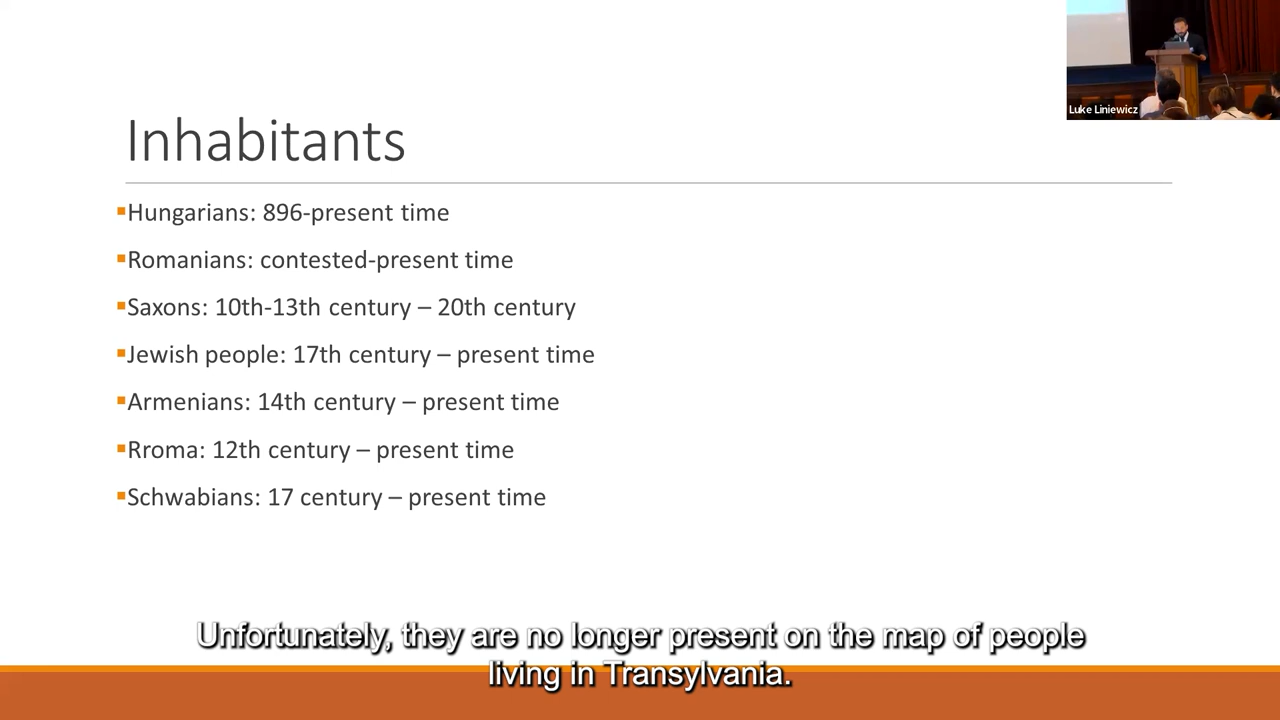 Luke Liniewicz
Inhabitants
▪Hungarians: 896-present time
▪Romanians: contested-present time
▪Saxons: 10th-13th century – 20th century
▪Jewish people: 17th century – present time
▪Armenians: 14th century – present time
▪Rroma: 12th century – present time
▪Schwabians: 17 century – present time
Unfortunately, they are no longer present on the map of people
living in Transylvania.